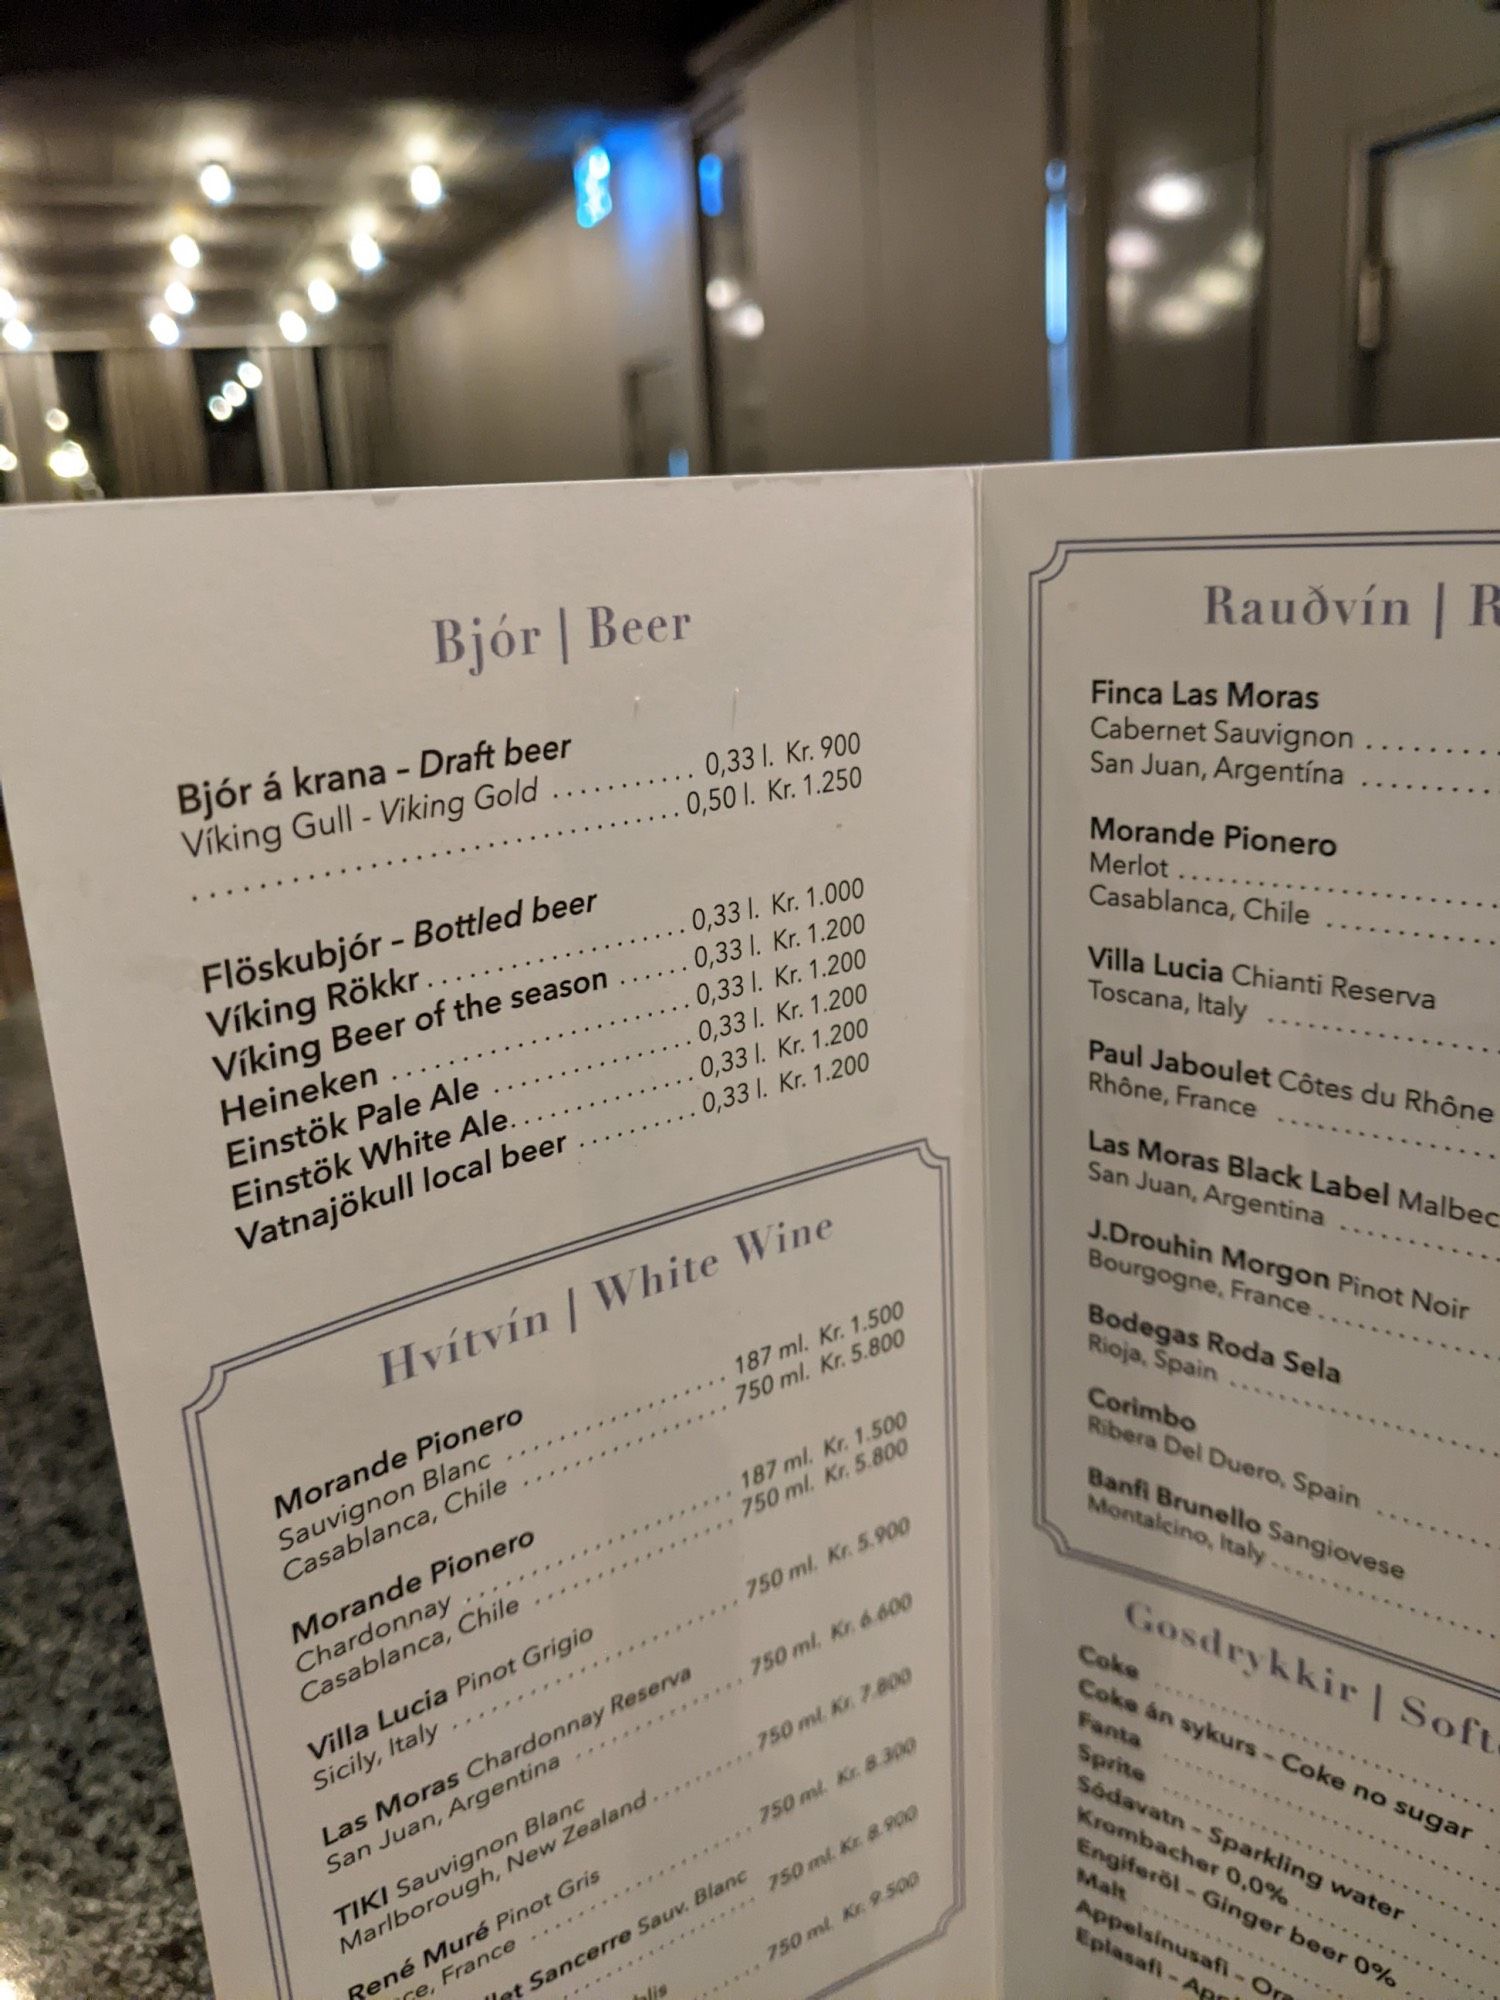 Bjór | Beer
Bjór á krana - Draft beer
Víking Gull - Viking Gold .......... 0,33 l. Kr. 900
.......... 0,50 l. Kr. 1.250
Flöskubjór - Bottled beer
Víking Rökkr .......... 0,33 l. Kr. 1.000
Víking Beer of the season ...... 0,33 l. Kr. 1.200
Heineken .......... 0,33 l. Kr. 1.200
Einstök Pale Ale .......... 0,33 l. Kr. 1.200
Einstök White Ale .......... 0,33 l. Kr. 1.200
Vatnajökull local beer ......... 0,33 l. Kr. 1.200
Hvítvín | White Wine
Morande Pionero
Sauvignon Blanc .......... 187 ml. Kr. 1.500
Casablanca, Chile .......... 750 ml. Kr. 5.800
Morande Pionero
Chardonnay .......... 187 ml. Kr. 1.500
Casablanca, Chile .......... 750 ml. Kr. 5.800
Villa Lucia Pinot Grigio
Sicily, Italy .......... 750 ml. Kr. 5.900
Las Moras Chardonnay Reserva
San Juan, Argentina .......... 750 ml. Kr. 6.600
TIKI Sauvignon Blanc
Marlborough, New Zealand .......... 750 ml. Kr. 7.800
René Muré Pinot Gris
France .......... 750 ml. Kr. 8.300
Sancerre Sauv. Blanc
.......... 750 ml. Kr. 8.900
.......... 750 ml. Kr. 9.500
Rauðvín | R
Finca Las Moras
Cabernet Sauvignon ........
San Juan, Argentína ........
Morande Pionero
Merlot ..........
Casablanca, Chile ..........
Villa Lucia Chianti Reserva
Toscana, Italy ..........
Paul Jaboulet Côtes du Rhône
Rhône, France ..........
Las Moras Black Label Malbec
San Juan, Argentina ..........
J.Drouhin Morgon Pinot Noir
Bourgogne, France ..........
Bodegas Roda Sela
Rioja, Spain ..........
Corimbo
Ribera Del Duero, Spain ..........
Banfi Brunello Sangiovese
Montalcino, Italy ..........
Gosdrykkir | Soft
Coke ..........
Coke án sykurs - Coke no sugar ..
Fanta ..........
Sprite ..........
Sódavatn - Sparkling water ......
Krombacher 0,0% ..........
Engiferöl - Ginger beer 0%
Malt ..........
Appelsínusafi - Ora
Eplasafi - App